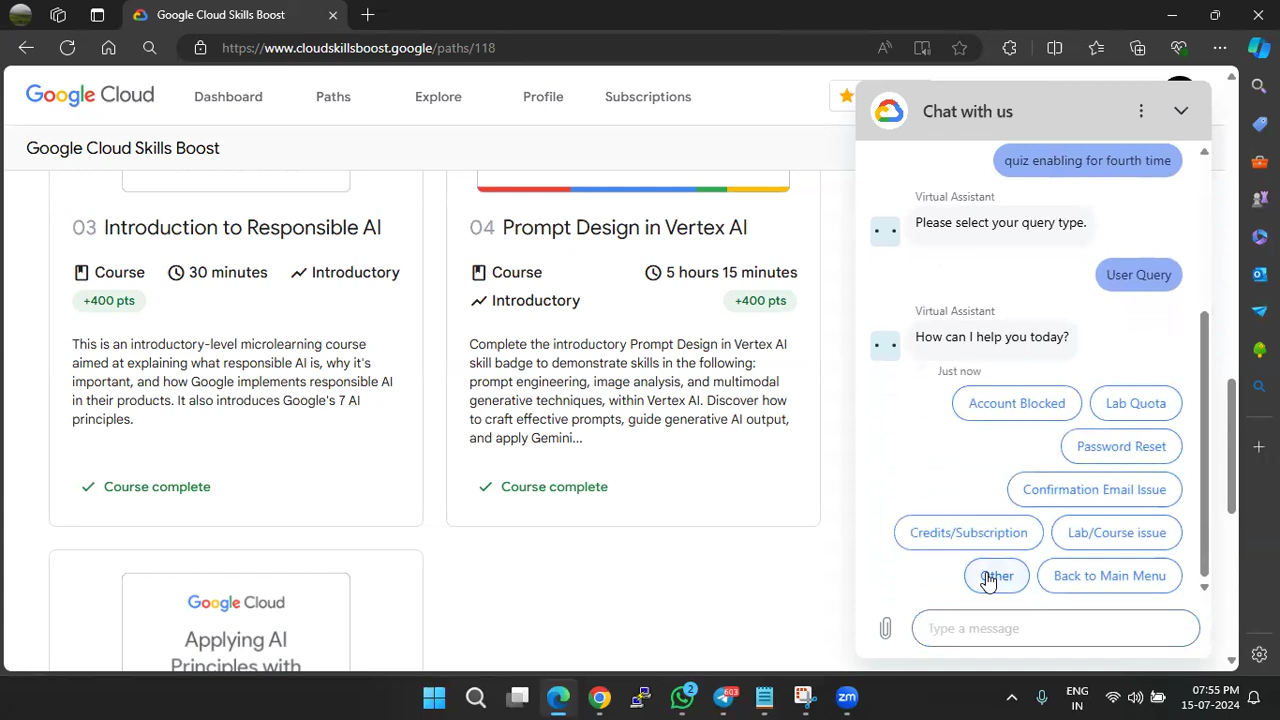 Google Cloud Skills Boost
https://www.cloudskillsboost.google/paths/118
Google Cloud
Dashboard
Paths
Explore
Profile
Subscriptions
Google Cloud Skills Boost
03 Introduction to Responsible AI
Course
30 minutes
Introductory
+400 pts
This is an introductory-level microlearning course
aimed at explaining what responsible AI is, why it's
important, and how Google implements responsible AI
in their products. It also introduces Google's 7 AI
principles.
Course complete
04 Prompt Design in Vertex AI
Course
5 hours 15 minutes
Introductory
+400 pts
Complete the introductory Prompt Design in Vertex AI
skill badge to demonstrate skills in the following:
prompt engineering, image analysis, and multimodal
generative techniques, within Vertex AI. Discover how
to craft effective prompts, guide generative AI output,
and apply Gemini...
Course complete
Google Cloud
Applying AI
Principles with
Chat with us
quiz enabling for fourth time
Virtual Assistant
Please select your query type.
User Query
Virtual Assistant
How can I help you today?
Just now
Account Blocked
Lab Quota
Password Reset
Confirmation Email Issue
Credits/Subscription
Lab/Course issue
Other
Back to Main Menu
Type a message
2
603
zm
ENG
IN
07:55 PM
15-07-2024